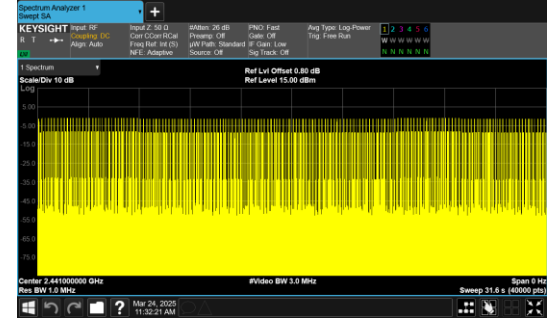 Spectrum Analyzer 1
Swept SA
+
KEYSIGHT Input: RF Input Z: 50 Ω #Atten: 26 dB PNO: Fast Avg Type: Log-Power 1 2 3 4 5 6
R T Coupling: DC Corr CCorr RCal Preamp: Off Gate: Off Trig: Free Run W W W W W W
Align: Auto Freq Ref: Int (S) µW Path: Standard IF Gain: Low N N N N N N
NFE: Adaptive Source: Off Sig Track: Off
1 Spectrum
Ref Lvl Offset 0.80 dB
Scale/Div 10 dB Ref Level 15.00 dBm
Log
5.00
-5.00
-15.0
-25.0
-35.0
-45.0
-55.0
-65.0
-75.0
Center 2.441000000 GHz #Video BW 3.0 MHz Span 0 Hz
Res BW 1.0 MHz Sweep 31.6 s (40000 pts)
? Mar 24, 2025
11:32:21 AM